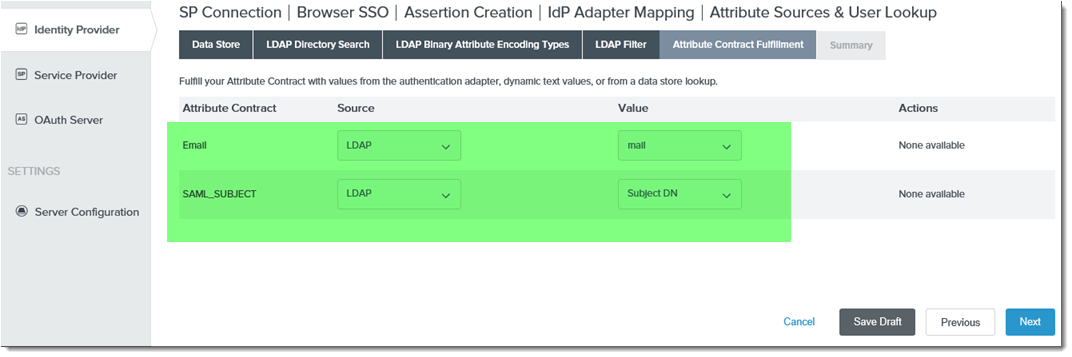 IdP Identity Provider
SP Service Provider
AS OAuth Server
SETTINGS
Server Configuration
SP Connection | Browser SSO | Assertion Creation | IdP Adapter Mapping | Attribute Sources & User Lookup
Data Store LDAP Directory Search LDAP Binary Attribute Encoding Types LDAP Filter Attribute Contract Fulfillment Summary
Fulfill your Attribute Contract with values from the authentication adapter, dynamic text values, or from a data store lookup.
Attribute Contract Source Value Actions
Email LDAP mail None available
SAML_SUBJECT LDAP Subject DN None available
Cancel Save Draft Previous Next